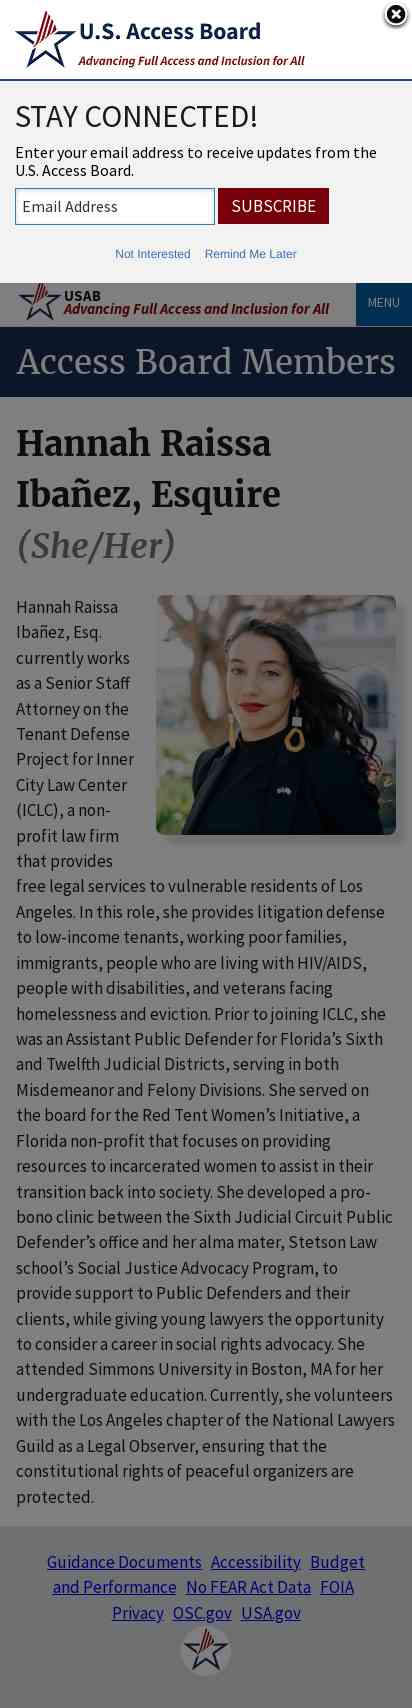 U.S. Access Board
Advancing Full Access and Inclusion for All
STAY CONNECTED!
Enter your email address to receive updates from the
U.S. Access Board.
Email Address
SUBSCRIBE
Not Interested Remind Me Later
USAB
Advancing Full Access and Inclusion for All
MENU
Access Board Members
Hannah Raissa
Ibañez, Esquire
(She/Her)
Hannah Raissa
Ibañez, Esq.
currently works
as a Senior Staff
Attorney on the
Tenant Defense
Project for Inner
City Law Center
(ICLC), a non-
profit law firm
that provides
free legal services to vulnerable residents of Los
Angeles. In this role, she provides litigation defense
to low-income tenants, working poor families,
immigrants, people who are living with HIV/AIDS,
people with disabilities, and veterans facing
homelessness and eviction. Prior to joining ICLC, she
was an Assistant Public Defender for Florida’s Sixth
and Twelfth Judicial Districts, serving in both
Misdemeanor and Felony Divisions. She served on
the board for the Red Tent Women’s Initiative, a
Florida non-profit that focuses on providing
resources to incarcerated women to assist in their
transition back into society. She developed a pro-
bono clinic between the Sixth Judicial Circuit Public
Defender’s office and her alma mater, Stetson Law
school’s Social Justice Advocacy Program, to
provide support to Public Defenders and their
clients, while giving young lawyers the opportunity
to consider a career in social rights advocacy. She
attended Simmons University in Boston, MA for her
undergraduate education. Currently, she volunteers
with the Los Angeles chapter of the National Lawyers
Guild as a Legal Observer, ensuring that the
constitutional rights of peaceful organizers are
protected.
Guidance Documents Accessibility Budget
and Performance No FEAR Act Data FOIA
Privacy OSC.gov USA.gov